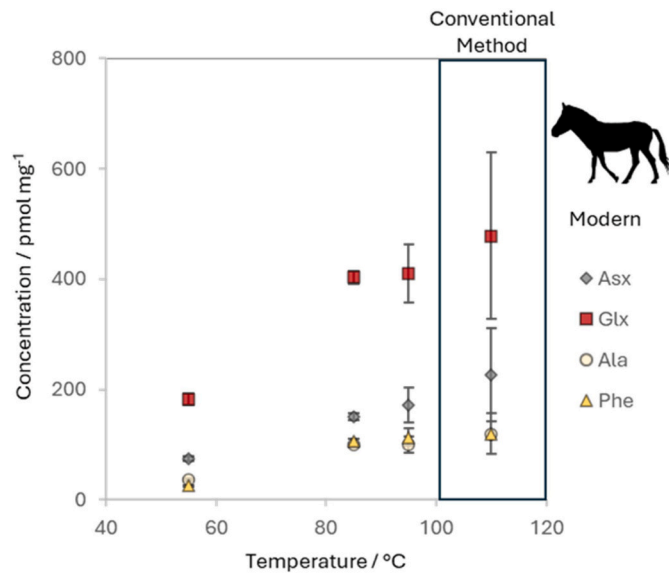 Conventional
Method
800
600
400
200
0
40
60
80
100
120
Concentration / pmol mg⁻¹
Temperature / °C
Modern
Asx
Glx
Ala
Phe